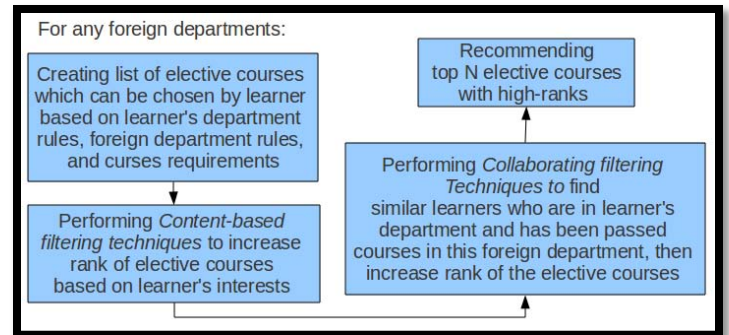 For any foreign departments:
Creating list of elective courses
which can be chosen by learner
based on learner's department
rules, foreign department rules,
and curses requirements
Performing Content-based
filtering techniques to increase
rank of elective courses
based on learner's interests
Performing Collaborating filtering
Techniques to find
similar learners who are in learner's
department and has been passed
courses in this foreign department, then
increase rank of the elective courses
Recommending
top N elective courses
with high-ranks